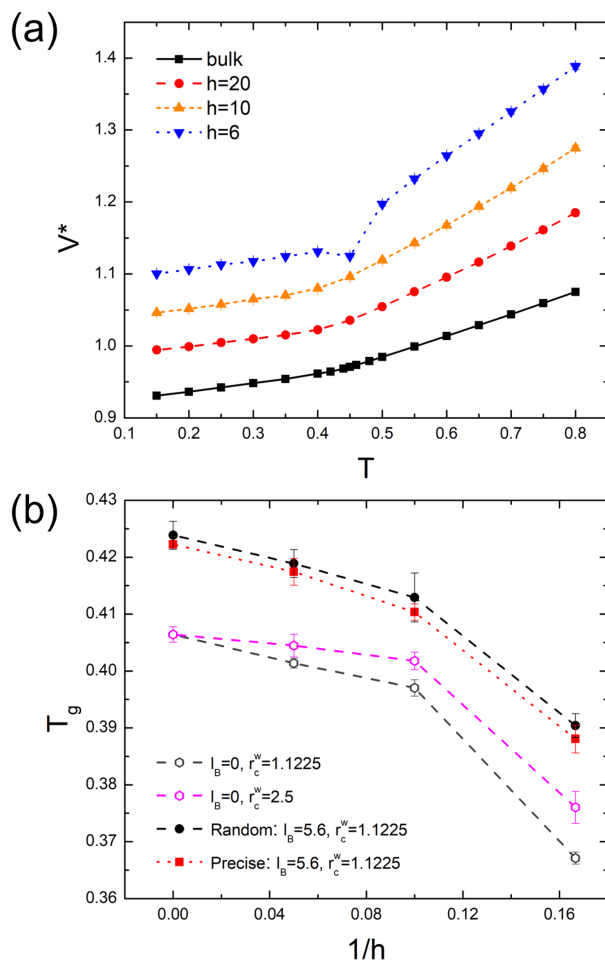 (a)
bulk
h=20
h=10
h=6
1.4
1.3
1.2
1.1
1.0
0.9
V*
0.1 0.2 0.3 0.4 0.5 0.6 0.7 0.8
T
(b)
0.43
0.42
0.41
0.40
0.39
0.38
0.37
0.36
T_g
l_B=0, r_c^w=1.1225
l_B=0, r_c^w=2.5
Random: l_B=5.6, r_c^w=1.1225
Precise: l_B=5.6, r_c^w=1.1225
0.00 0.04 0.08 0.12 0.16
1/h